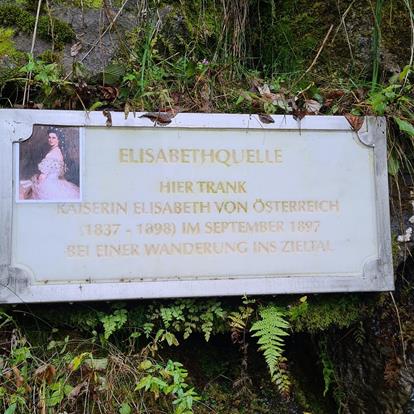 ELISABETHQUELLE
HIER TRANK
KAISERIN ELISABETH VON ÖSTERREICH
(1837 - 1898) IM SEPTEMBER 1897
BEI EINER WANDERUNG INS ZIELTAL